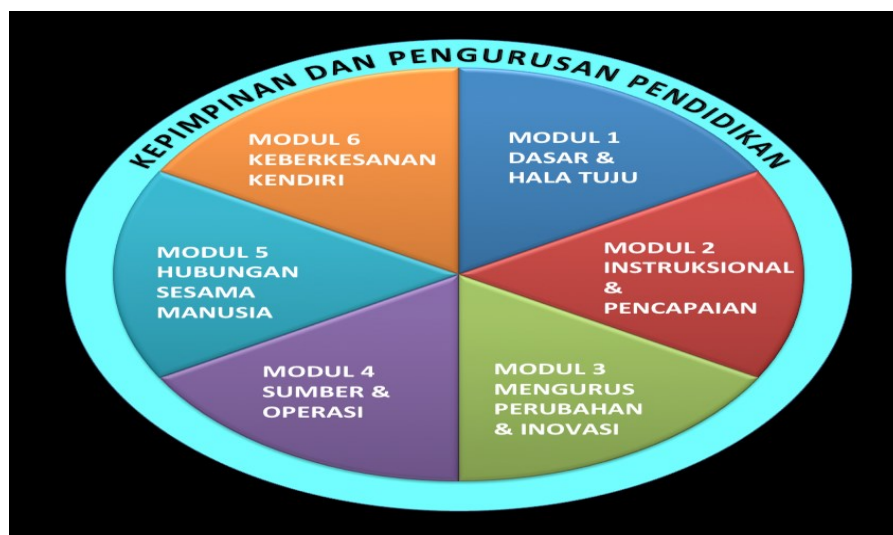 KEPIMPINAN DAN PENGURUSAN PENDIDIKAN
MODUL 1
DASAR &
HALA TUJU
MODUL 2
INSTRUKSIONAL
&
PENCAPAIAN
MODUL 3
MENGURUS
PERUBAHAN
& INOVASI
MODUL 4
SUMBER &
OPERASI
MODUL 5
HUBUNGAN
SESAMA
MANUSIA
MODUL 6
KEBERKESANAN
KENDIRI